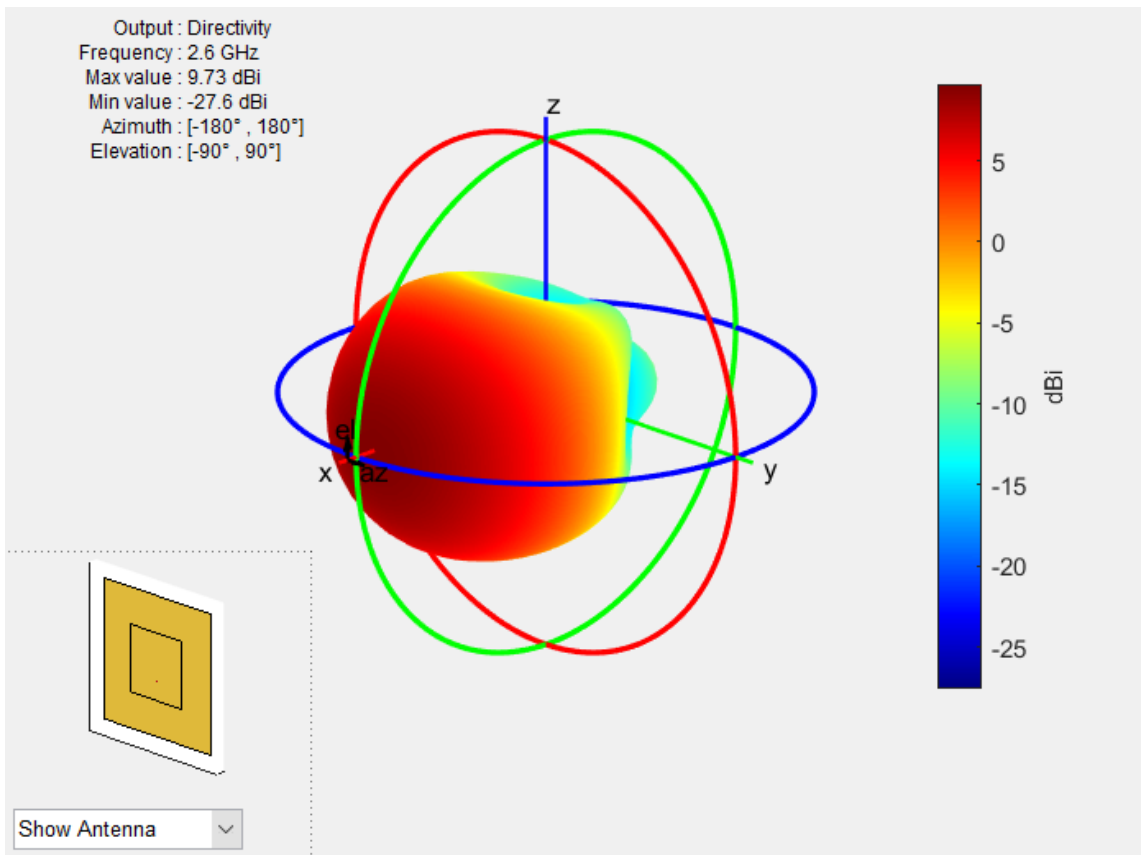 Output : Directivity
Frequency : 2.6 GHz
Max value : 9.73 dBi
Min value : -27.6 dBi
Azimuth : [-180° , 180°]
Elevation : [-90° , 90°]
z
el
x
az
y
5
0
-5
-10
-15
-20
-25
dBi
Show Antenna